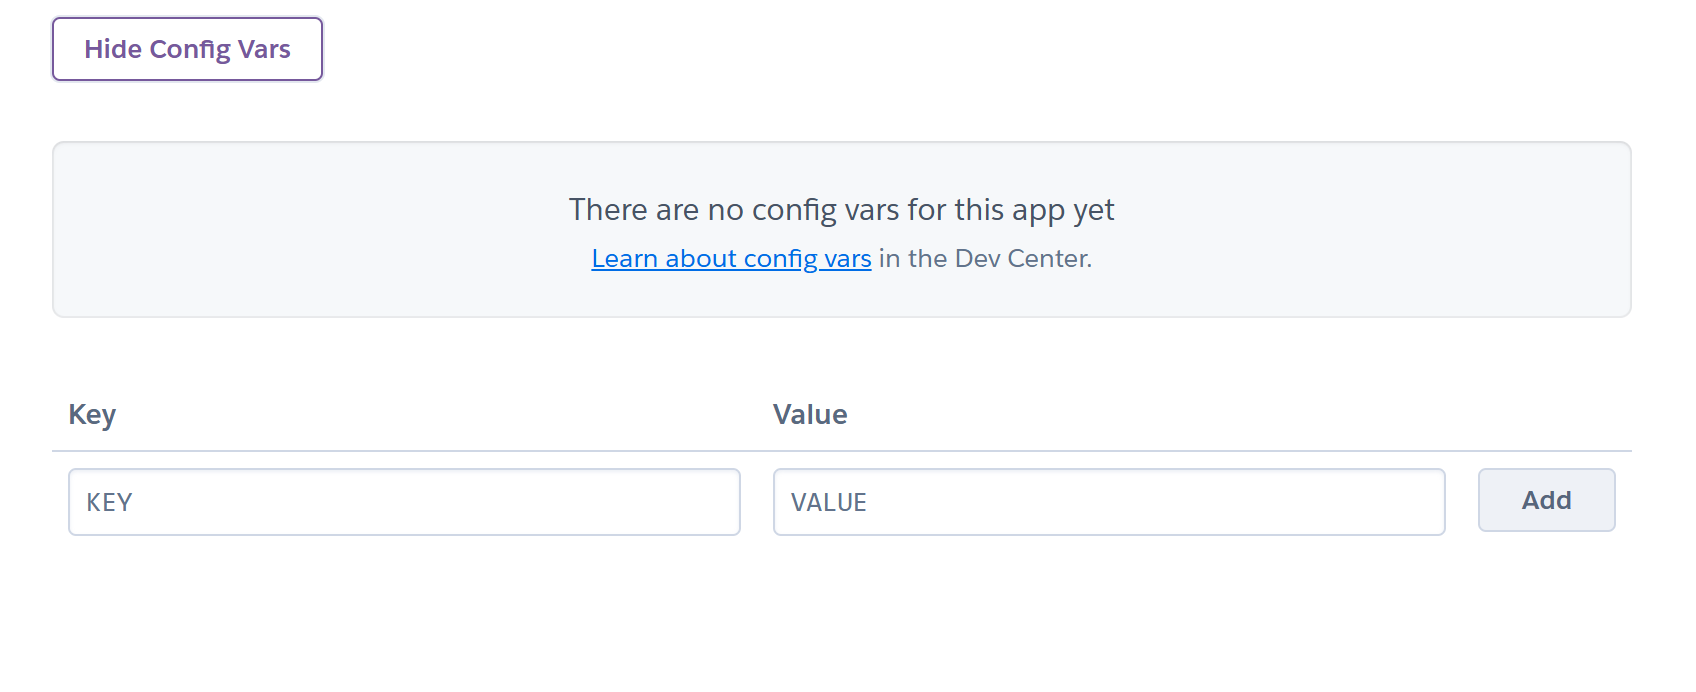 Hide Config Vars
There are no config vars for this app yet
Learn about config vars in the Dev Center.
Key Value
KEY VALUE Add